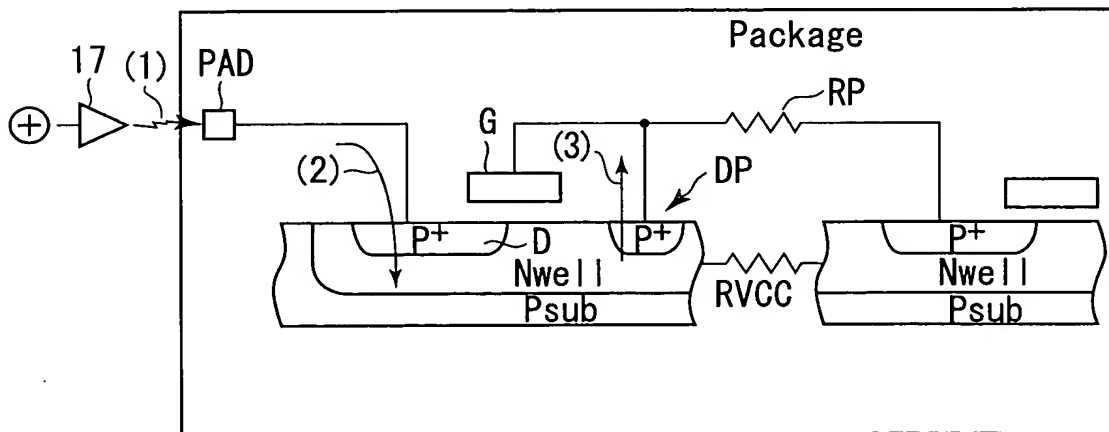 Package
17
(1)
PAD
RP
G
(3)
DP
(2)
P+
D
P+
P+
Nwell
RVCC
Nwell
Psub
Psub